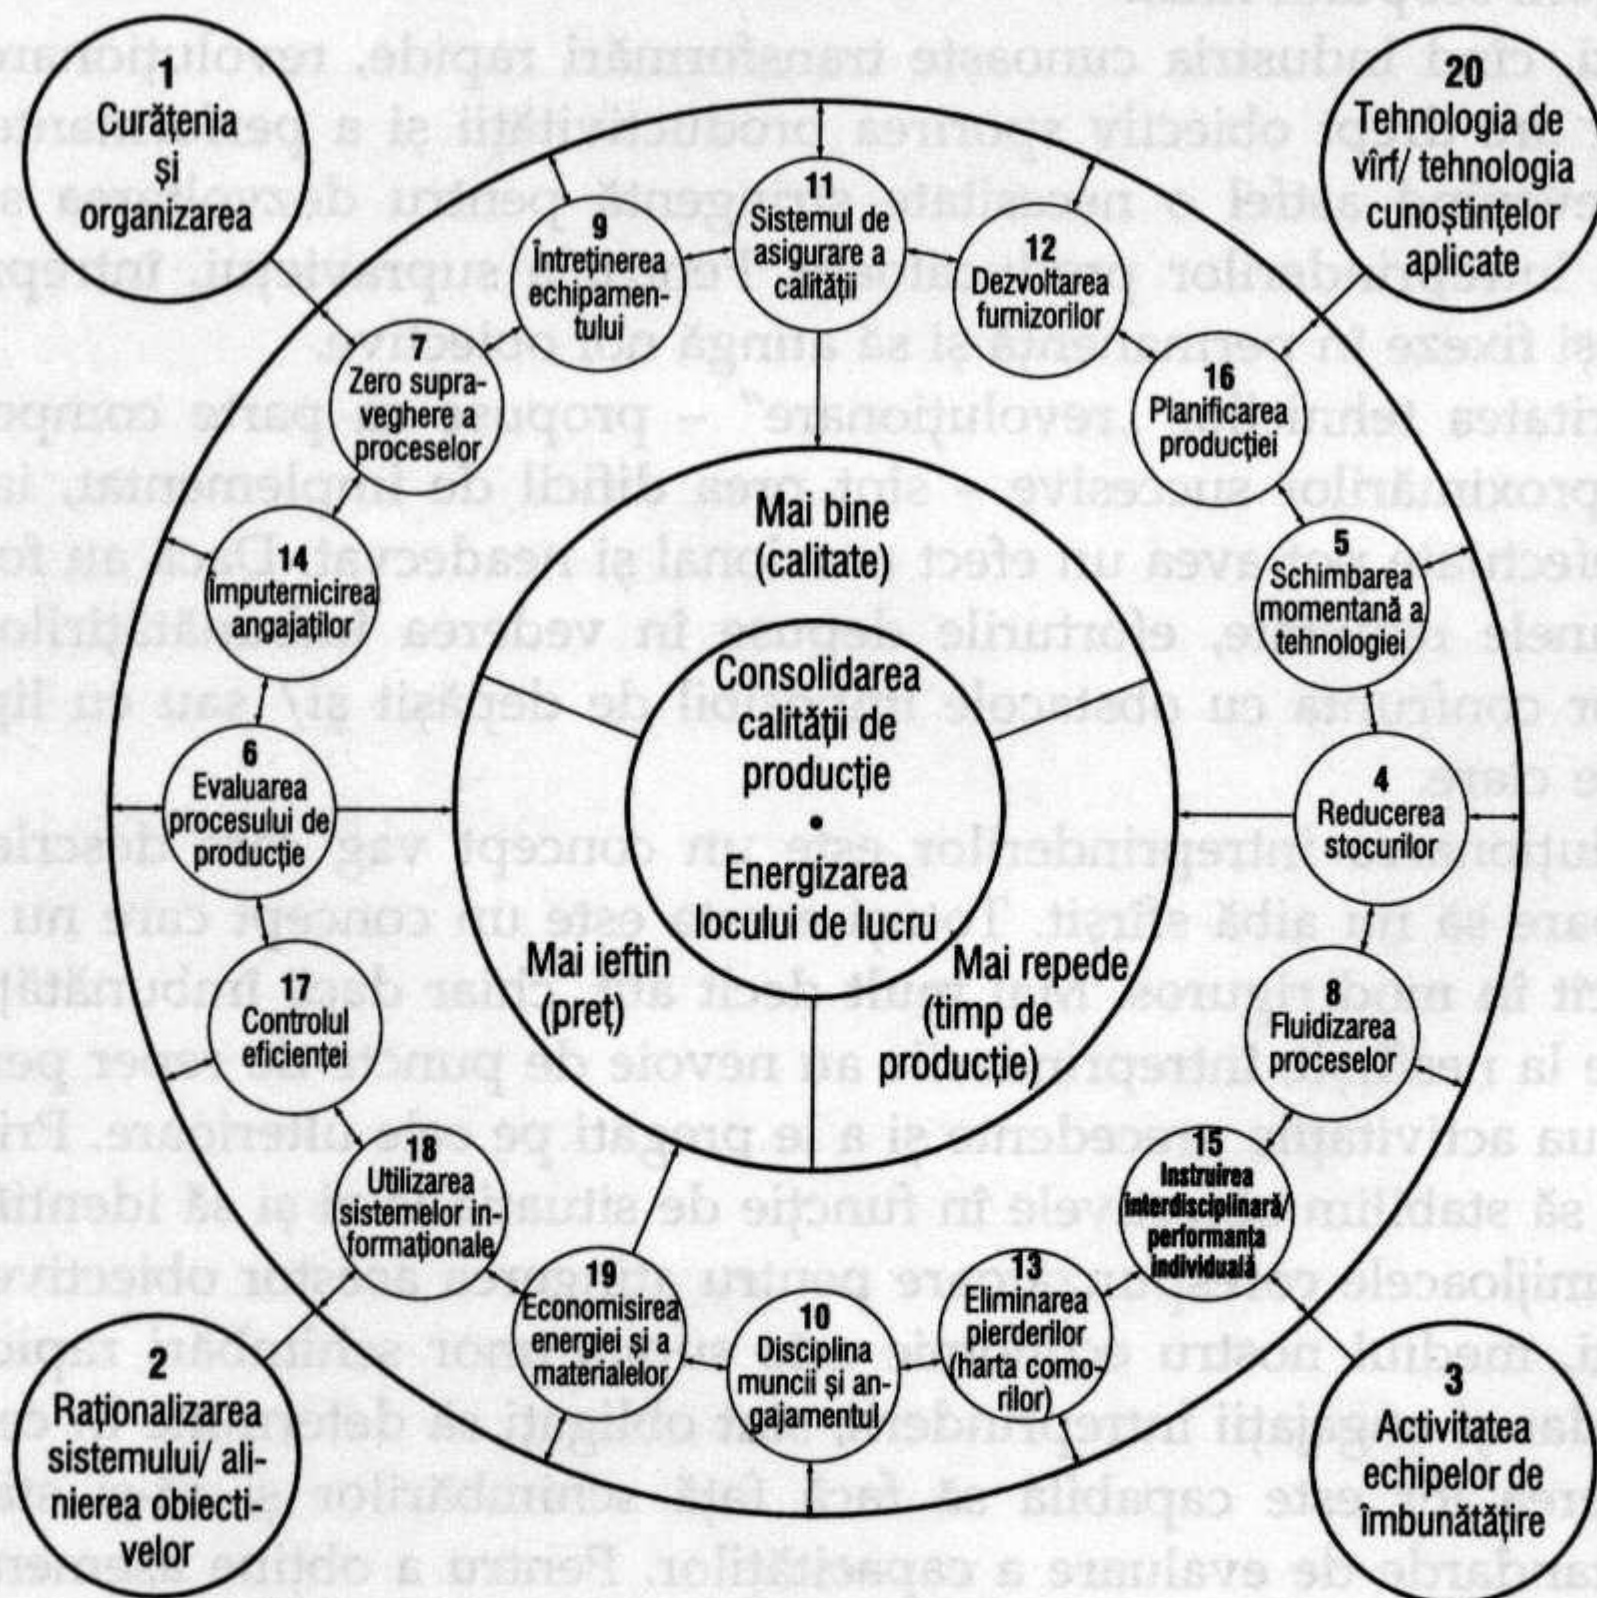 1
Curățenia
și
organizarea
20
Tehnologia de
vîrf/ tehnologia
cunoștințelor
aplicate
11
Sistemul de
asigurare a
calității
9
Întreținerea
echipamen-
tului
12
Dezvoltarea
furnizorilor
7
Zero supra-
veghere a
proceselor
16
Planificarea
producției
14
Împuternicirea
angajaților
5
Schimbarea
momentană a
tehnologiei
6
Evaluarea
procesului de
producție
4
Reducerea
stocurilor
17
Controlul
eficienței
8
Fluidizarea
proceselor
18
Utilizarea
sistemelor in-
formaționale
15
Instruirea
interdisciplinară/
performanța
individuală
19
Economisirea
energiei și a
materialelor
10
Disciplina
muncii și an-
gajamentul
13
Eliminarea
pierderilor
(harta como-
rilor)
Mai bine
(calitate)
Consolidarea
calității de
producție
•
Energizarea
locului de lucru
Mai ieftin
(preț)
Mai repede
(timp de
producție)
2
Raționalizarea
sistemului/ ali-
nierea obiecti-
velor
3
Activitatea
echipelor de
îmbunătățire